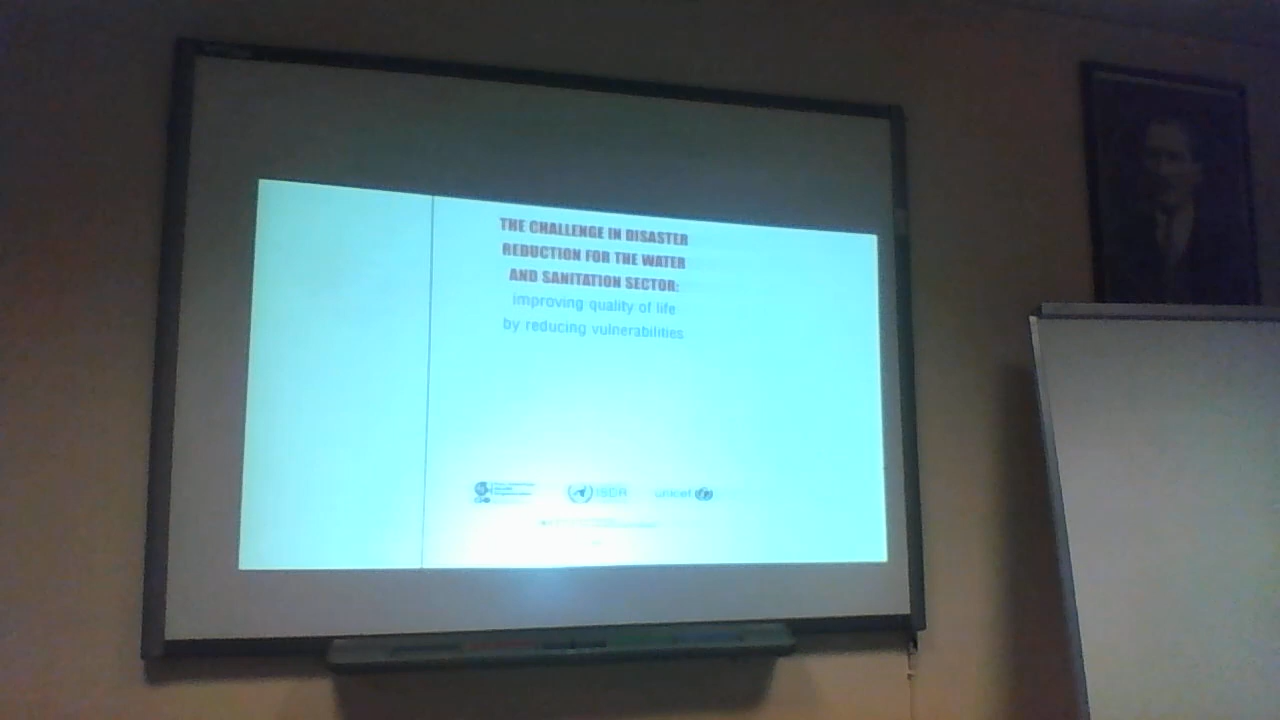 THE CHALLENGE IN DISASTER
REDUCTION FOR THE WATER
AND SANITATION SECTOR:
improving quality of life
by reducing vulnerabilities
ISDR
unicef